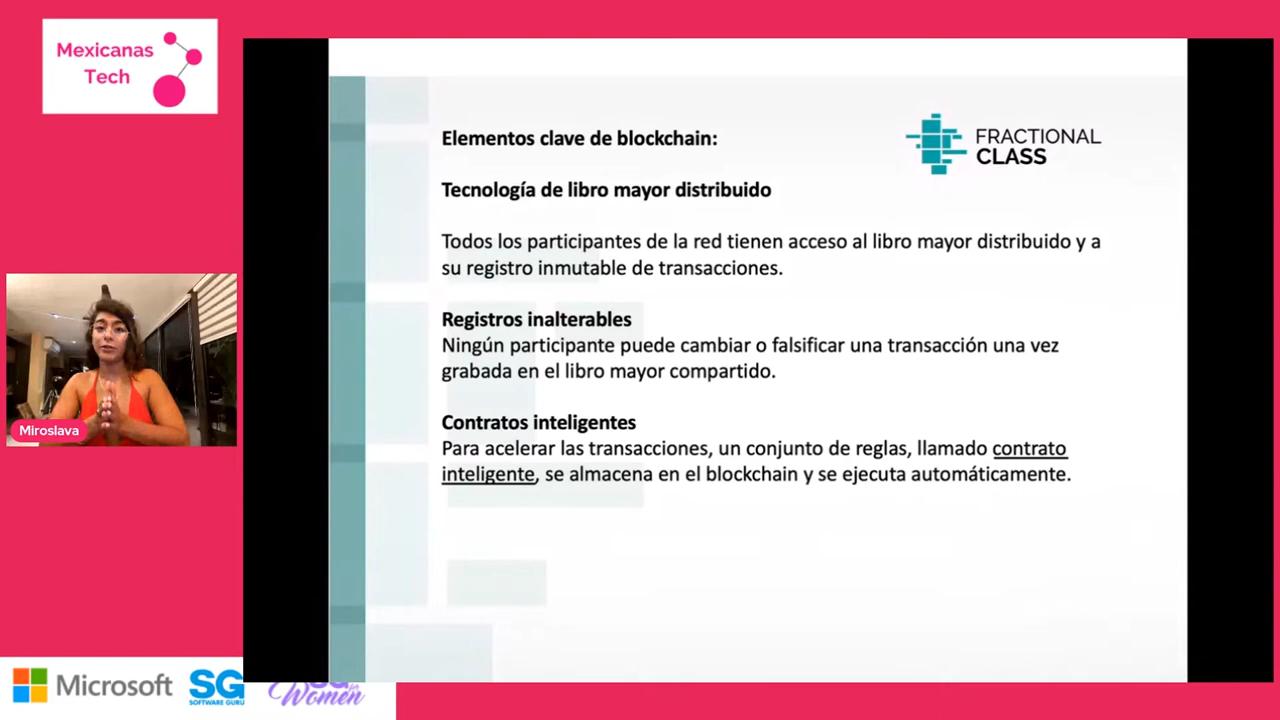 Mexicanas
Tech
Elementos clave de blockchain:
FRACTIONAL
CLASS
Tecnología de libro mayor distribuido
Todos los participantes de la red tienen acceso al libro mayor distribuido y a
su registro inmutable de transacciones.
Registros inalterables
Ningún participante puede cambiar o falsificar una transacción una vez
grabada en el libro mayor compartido.
Contratos inteligentes
Para acelerar las transacciones, un conjunto de reglas, llamado contrato
inteligente, se almacena en el blockchain y se ejecuta automáticamente.
Miroslava
Microsoft
SG
SOFTWARE GURU
Women